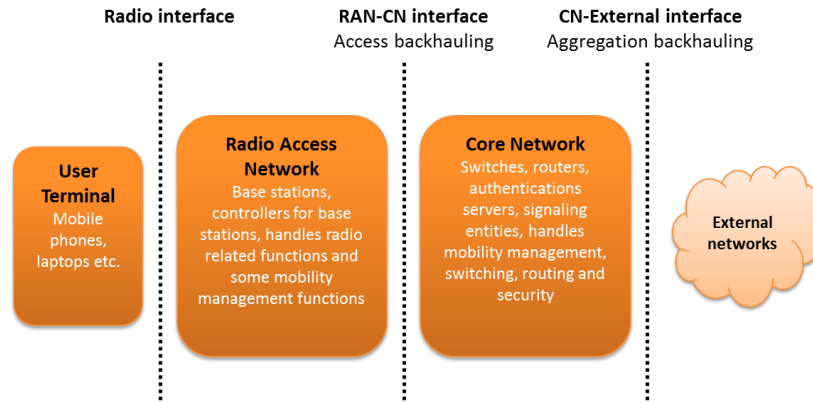 Radio interface
RAN-CN interface
Access backhauling
CN-External interface
Aggregation backhauling
User
Terminal
Mobile
phones,
laptops etc.
Radio Access
Network
Base stations,
controllers for base
stations, handles radio
related functions and
some mobility
management functions
Core Network
Switches, routers,
authentications
servers, signaling
entities, handles
mobility management,
switching, routing and
security
External
networks